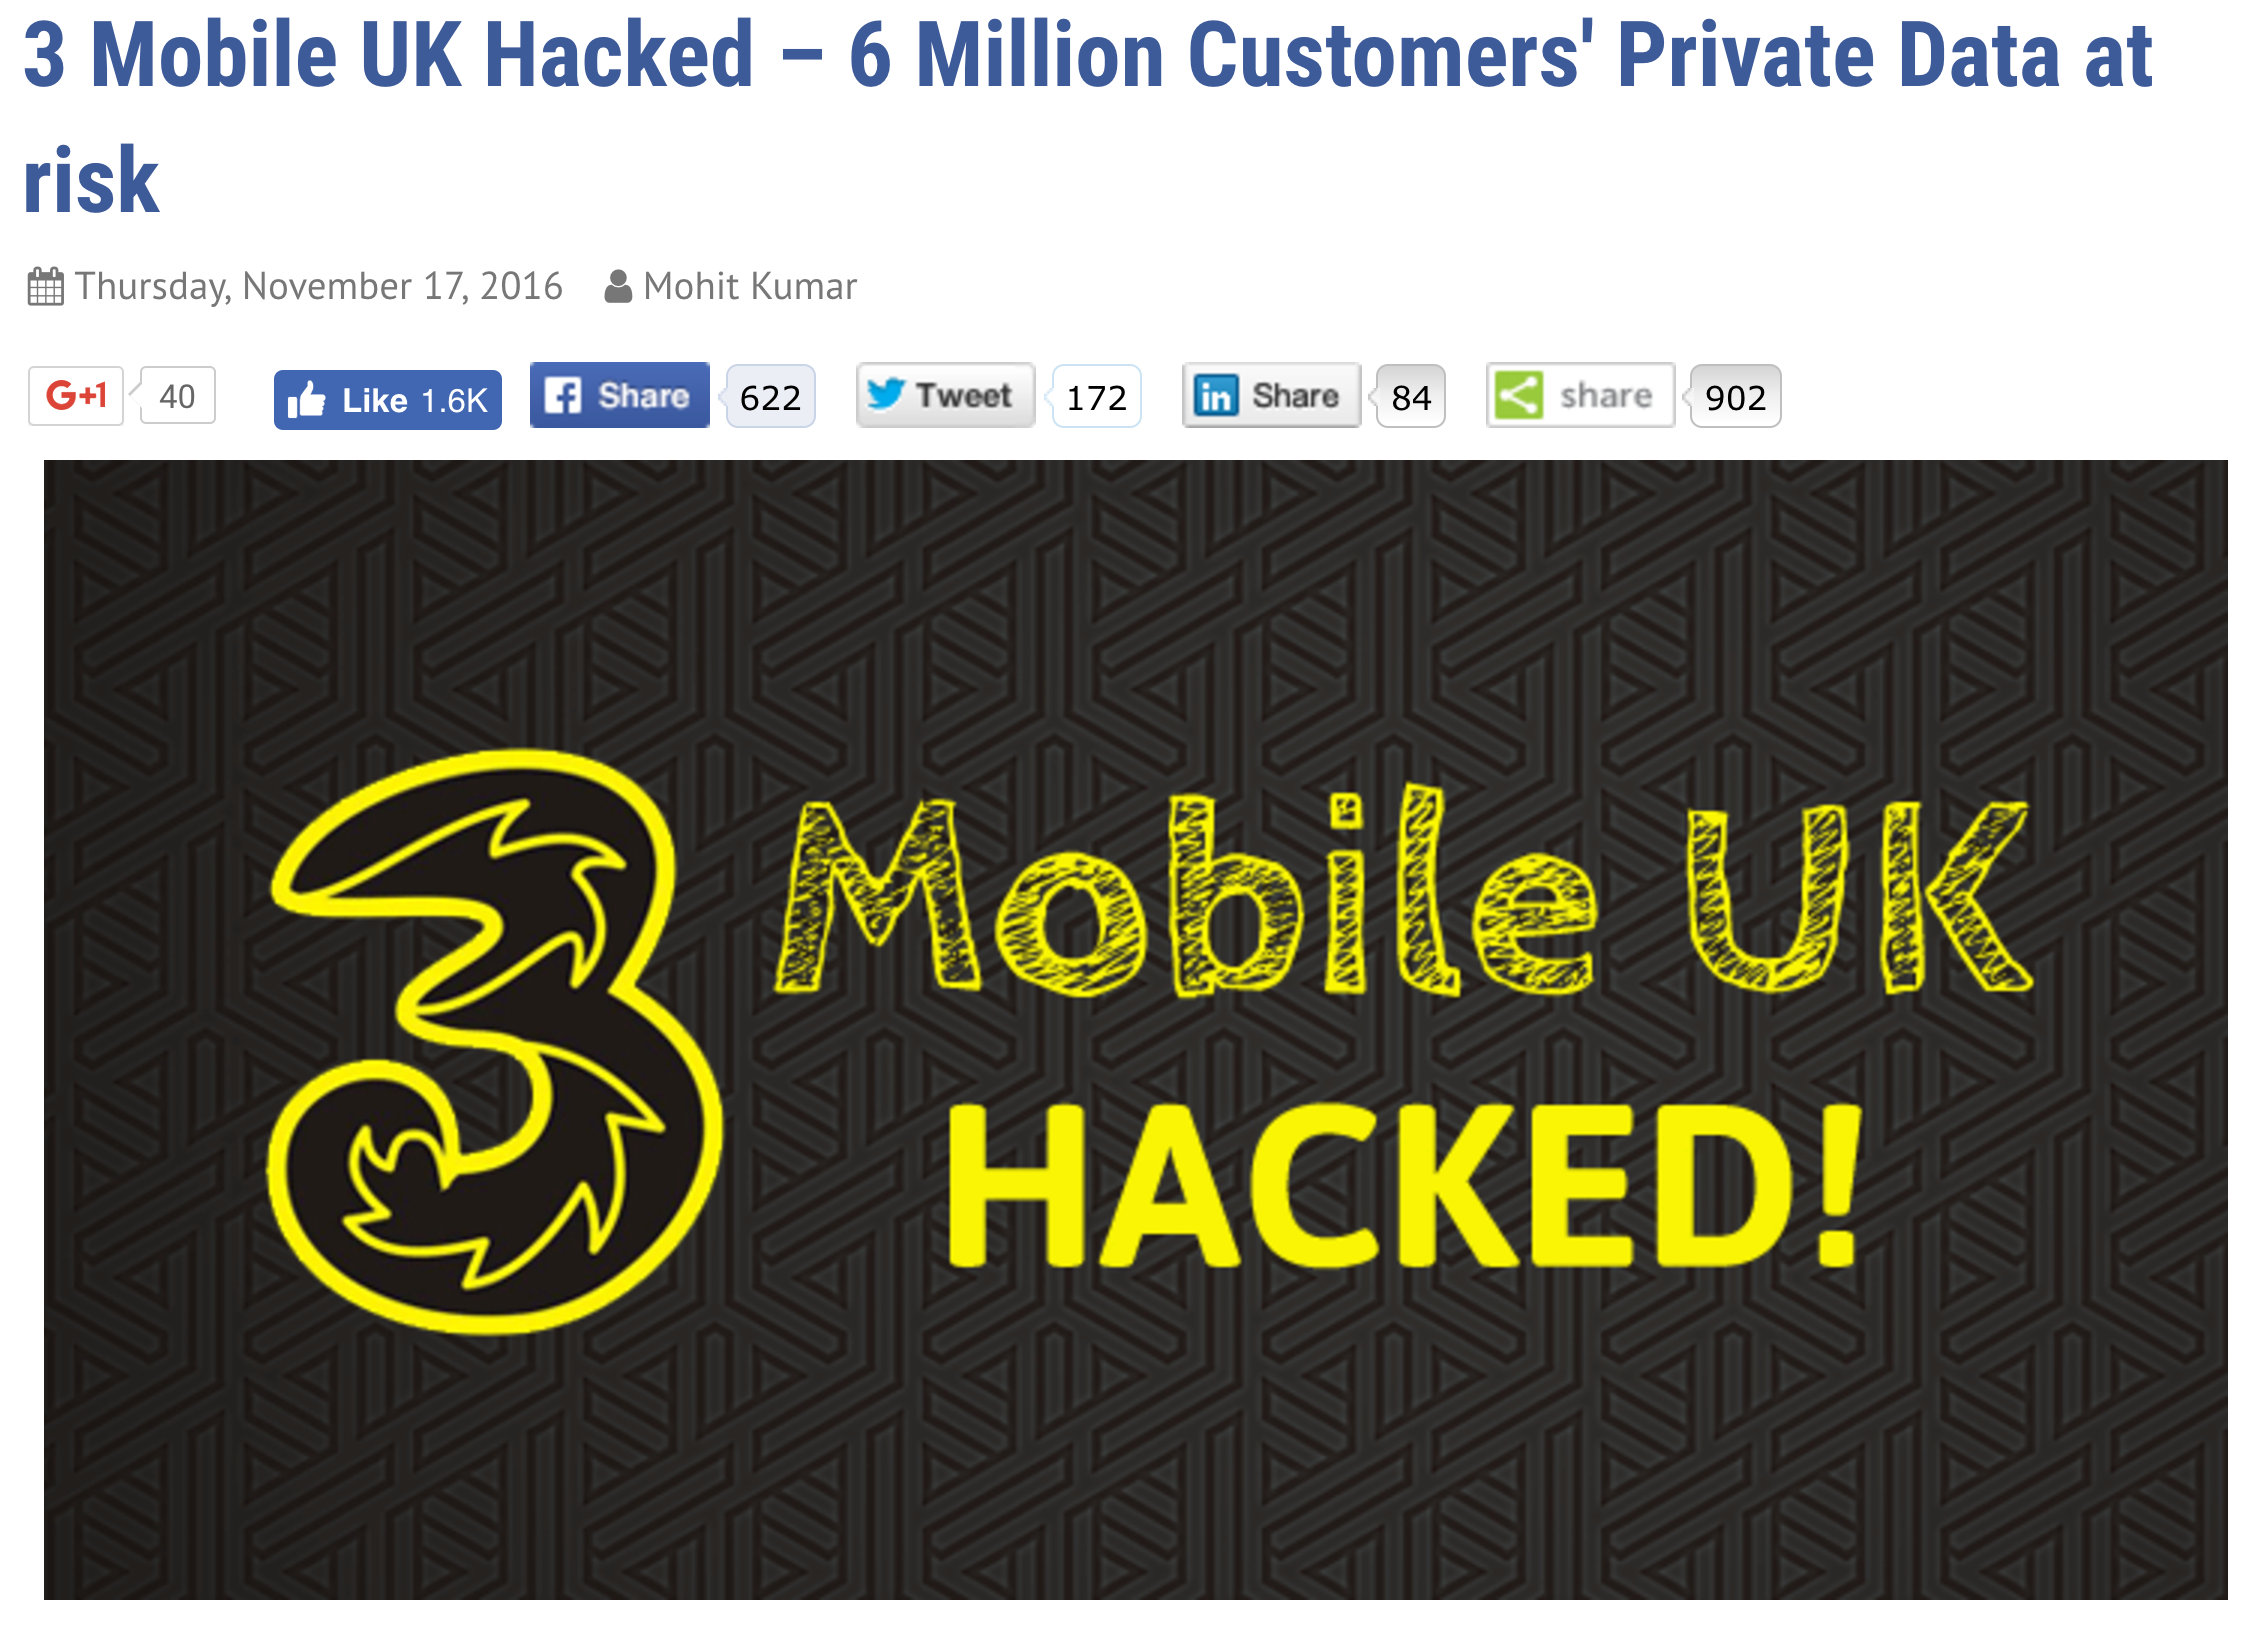 3 Mobile UK Hacked – 6 Million Customers' Private Data at
risk
Thursday, November 17, 2016 Mohit Kumar
G+1 40 Like 1.6K Share 622 Tweet 172 in Share 84 share 902
3 Mobile UK
HACKED!